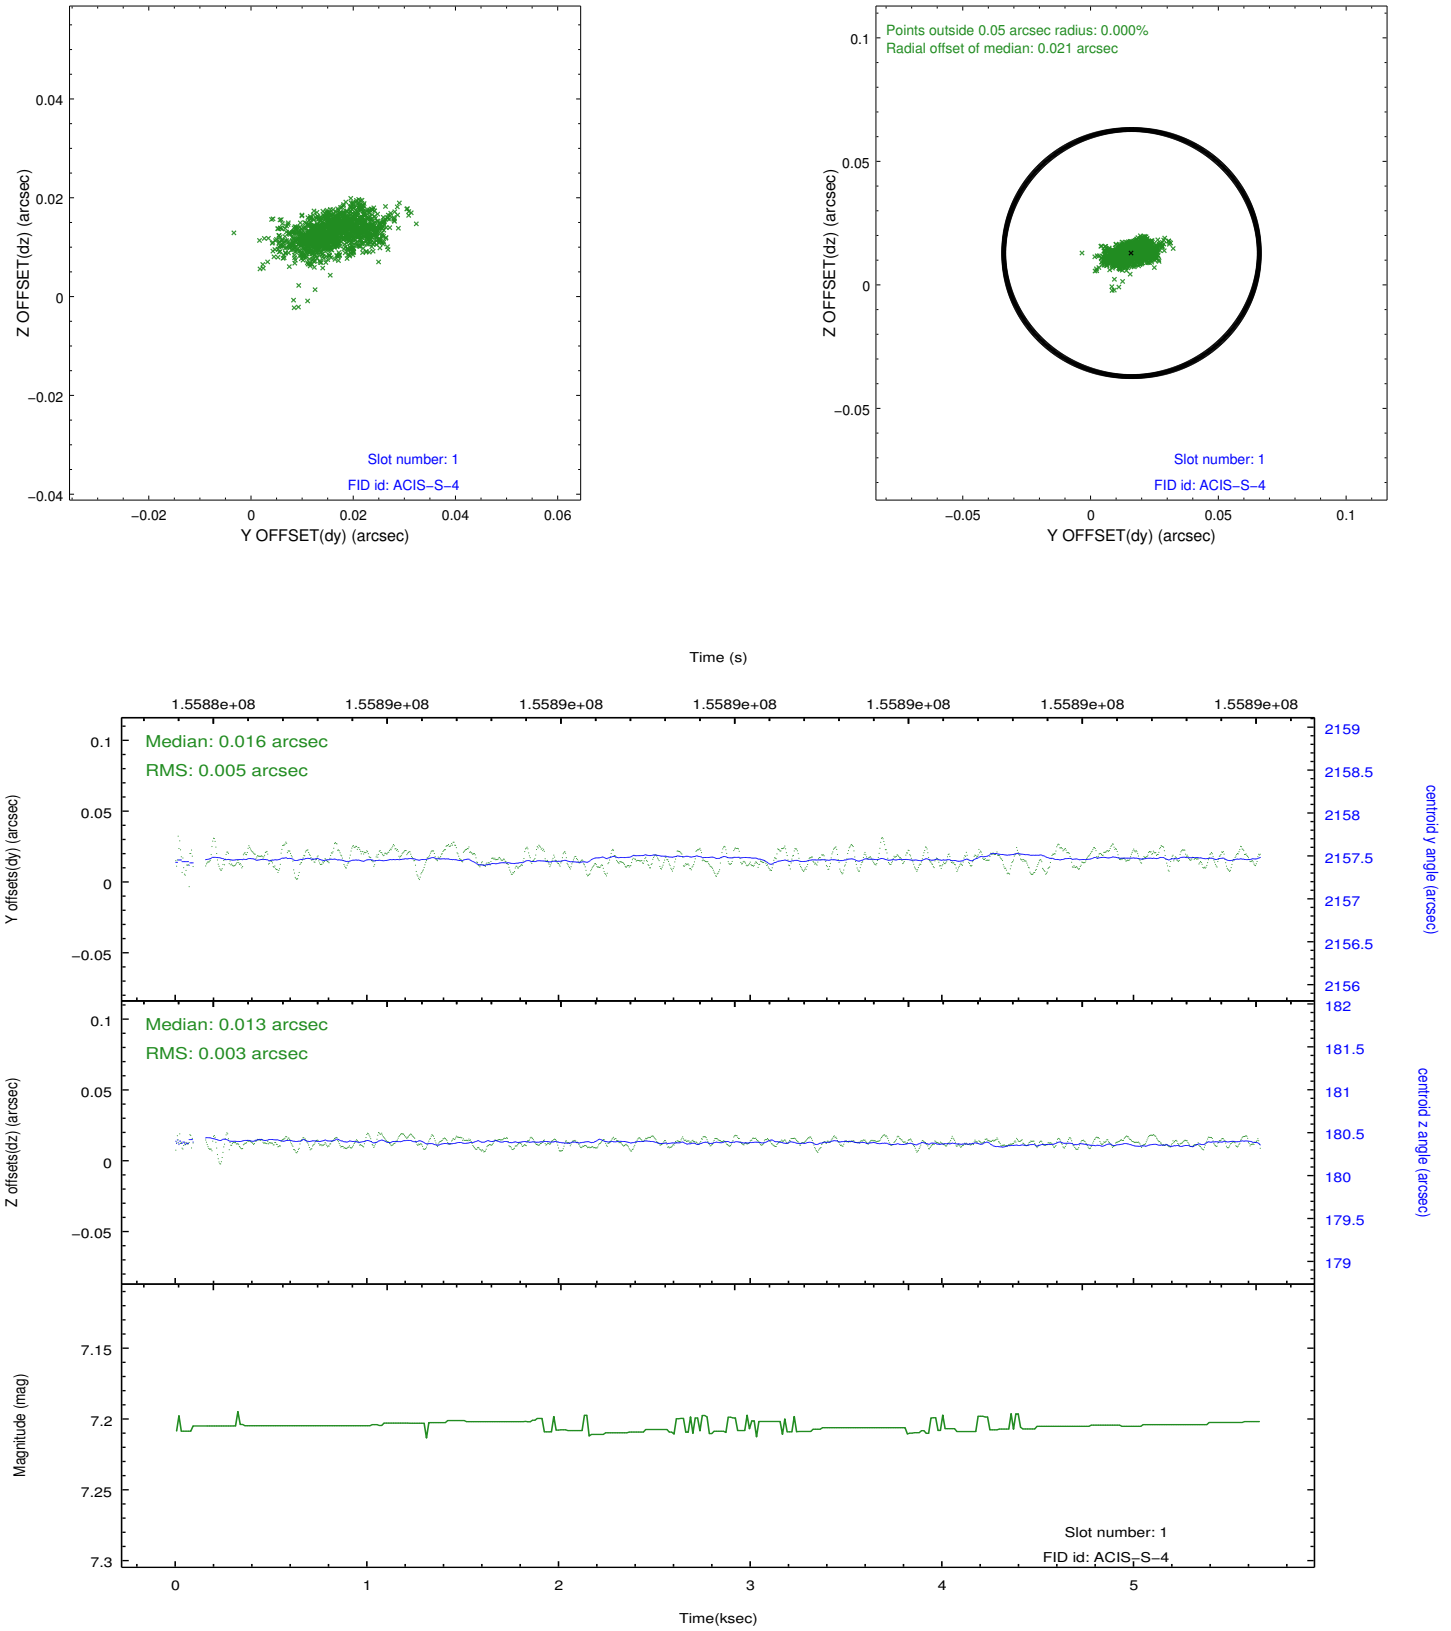 0.04
0.02
0
−0.02
−0.04
Z OFFSET(dz) (arcsec)
Slot number: 1
FID id: ACIS−S−4
−0.02 0 0.02 0.04 0.06
Y OFFSET(dy) (arcsec)
Points outside 0.05 arcsec radius: 0.000%
Radial offset of median: 0.021 arcsec
0.1
0.05
0
−0.05
Z OFFSET(dz) (arcsec)
Slot number: 1
FID id: ACIS−S−4
−0.05 0 0.05 0.1
Y OFFSET(dy) (arcsec)
Time (s)
1.5588e+08 1.5589e+08 1.5589e+08 1.5589e+08 1.5589e+08 1.5589e+08 1.5589e+08
Median: 0.016 arcsec
RMS: 0.005 arcsec
0.1
0.05
0
−0.05
Y offsets(dy) (arcsec)
2159
2158.5
2158
2157.5
2157
2156.5
2156
centroid y angle (arcsec)
Median: 0.013 arcsec
RMS: 0.003 arcsec
0.1
0.05
0
−0.05
Z offsets(dz) (arcsec)
182
181.5
181
180.5
180
179.5
179
centroid z angle (arcsec)
7.15
7.2
7.25
7.3
Magnitude (mag)
Slot number: 1
FID id: ACIS−S−4
0 1 2 3 4 5
Time(ksec)